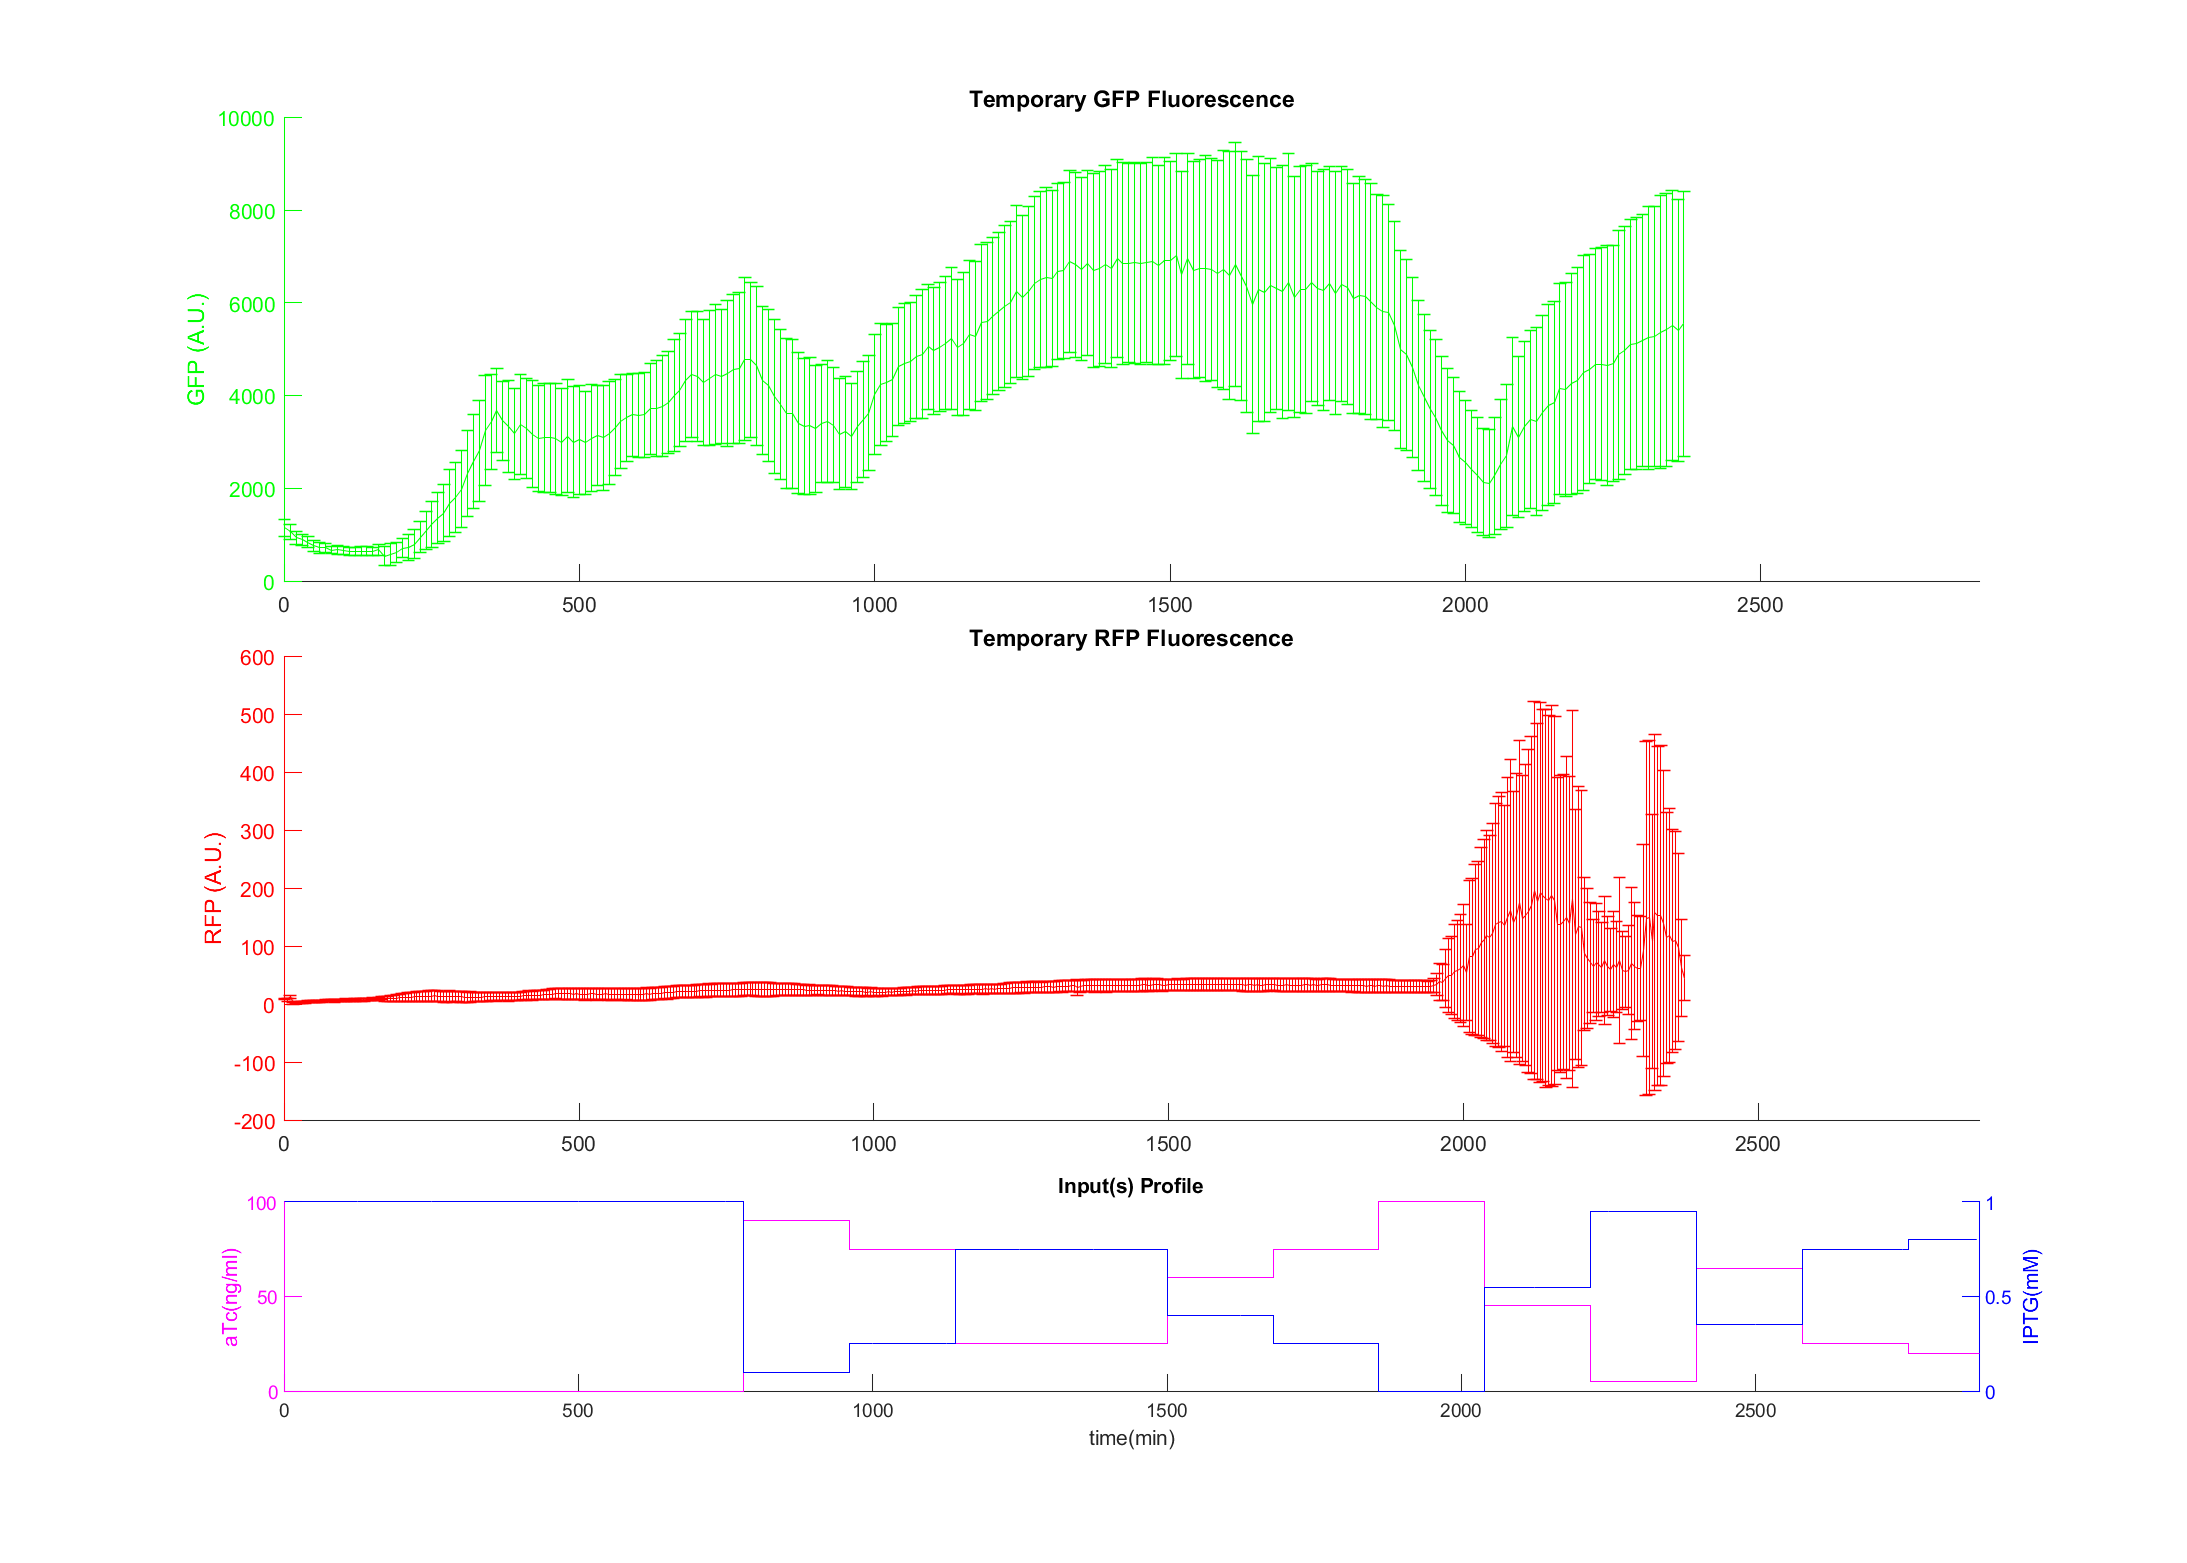 Temporary GFP Fluorescence
10000
8000
6000
4000
2000
0
GFP (A.U.)
0 500 1000 1500 2000 2500
Temporary RFP Fluorescence
600
500
400
300
200
100
0
-100
-200
RFP (A.U.)
0 500 1000 1500 2000 2500
Input(s) Profile
100
50
0
aTc(ng/ml)
1
0.5
0
IPTG(mM)
0 500 1000 1500 2000 2500
time(min)